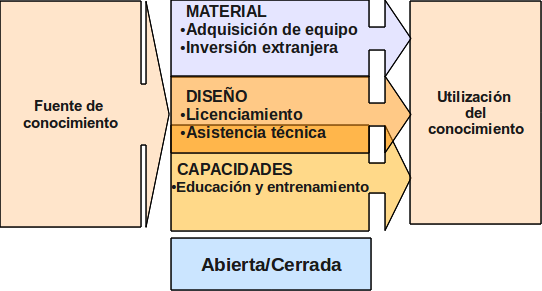 Fuente de
conocimiento
MATERIAL
•Adquisición de equipo
•Inversión extranjera
DISEÑO
•Licenciamiento
•Asistencia técnica
CAPACIDADES
•Educación y entrenamiento
Abierta/Cerrada
Utilización
del
conocimiento